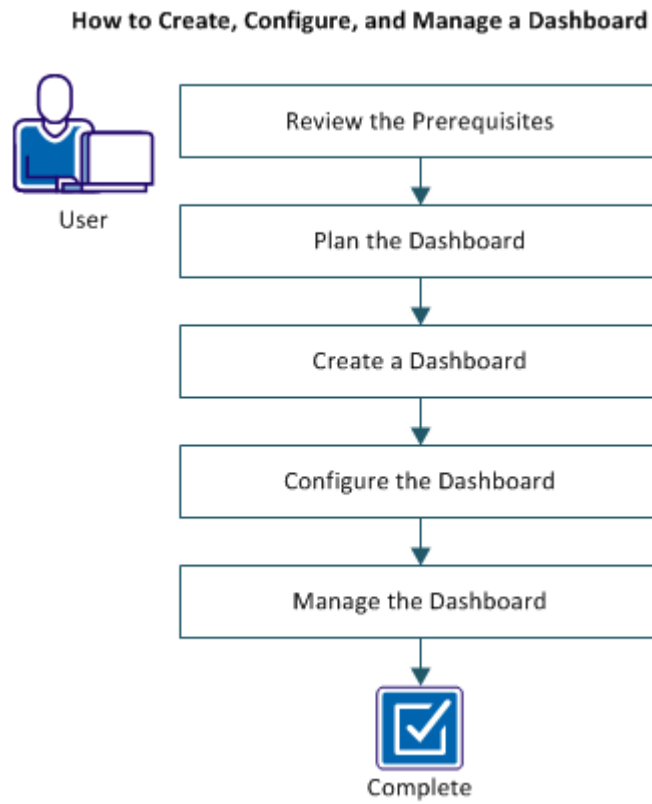 How to Create, Configure, and Manage a Dashboard
Review the Prerequisites
User
Plan the Dashboard
Create a Dashboard
Configure the Dashboard
Manage the Dashboard
Complete